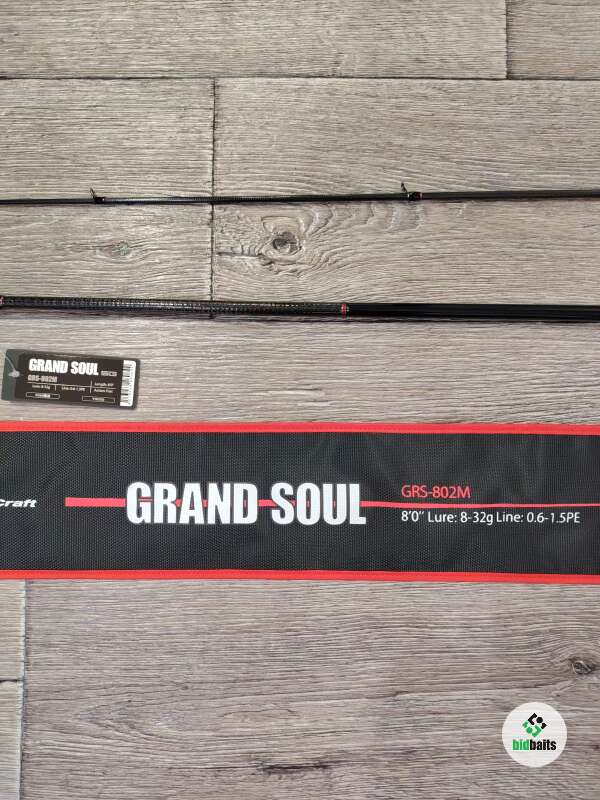 GRAND SOUL
GRS-802M
Craft
GRAND SOUL
GRS-802M
8'0" Lure: 8-32g Line: 0.6-1.5PE
bidbaits